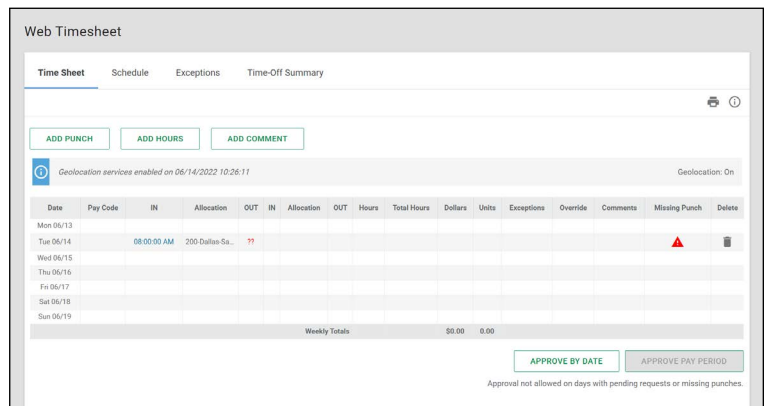 Web Timesheet
Time Sheet Schedule Exceptions Time-Off Summary
ADD PUNCH ADD HOURS ADD COMMENT
Geolocation services enabled on 06/14/2022 10:26:11 Geolocation: On
Date Pay Code IN Allocation OUT IN Allocation OUT Hours Total Hours Dollars Units Exceptions Override Comments Missing Punch Delete
Mon 06/13
Tue 06/14 08:00:00 AM 200-Dallas-Sa... ??
Wed 06/15
Thu 06/16
Fri 06/17
Sat 06/18
Sun 06/19
Weekly Totals $0.00 0.00
APPROVE BY DATE APPROVE PAY PERIOD
Approval not allowed on days with pending requests or missing punches.